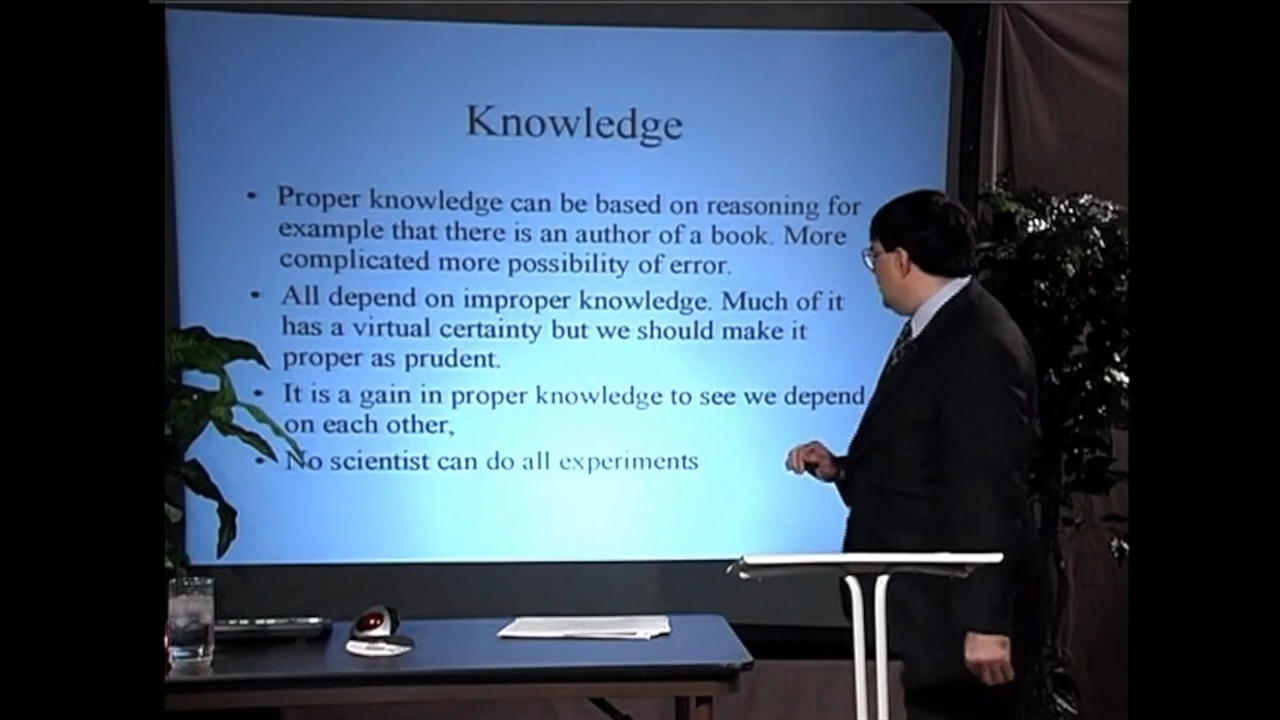 Knowledge
• Proper knowledge can be based on reasoning for
example that there is an author of a book. More
complicated more possibility of error.
• All depend on improper knowledge. Much of it
has a virtual certainty but we should make it
proper as prudent.
• It is a gain in proper knowledge to see we depend
on each other,
• No scientist can do all experiments